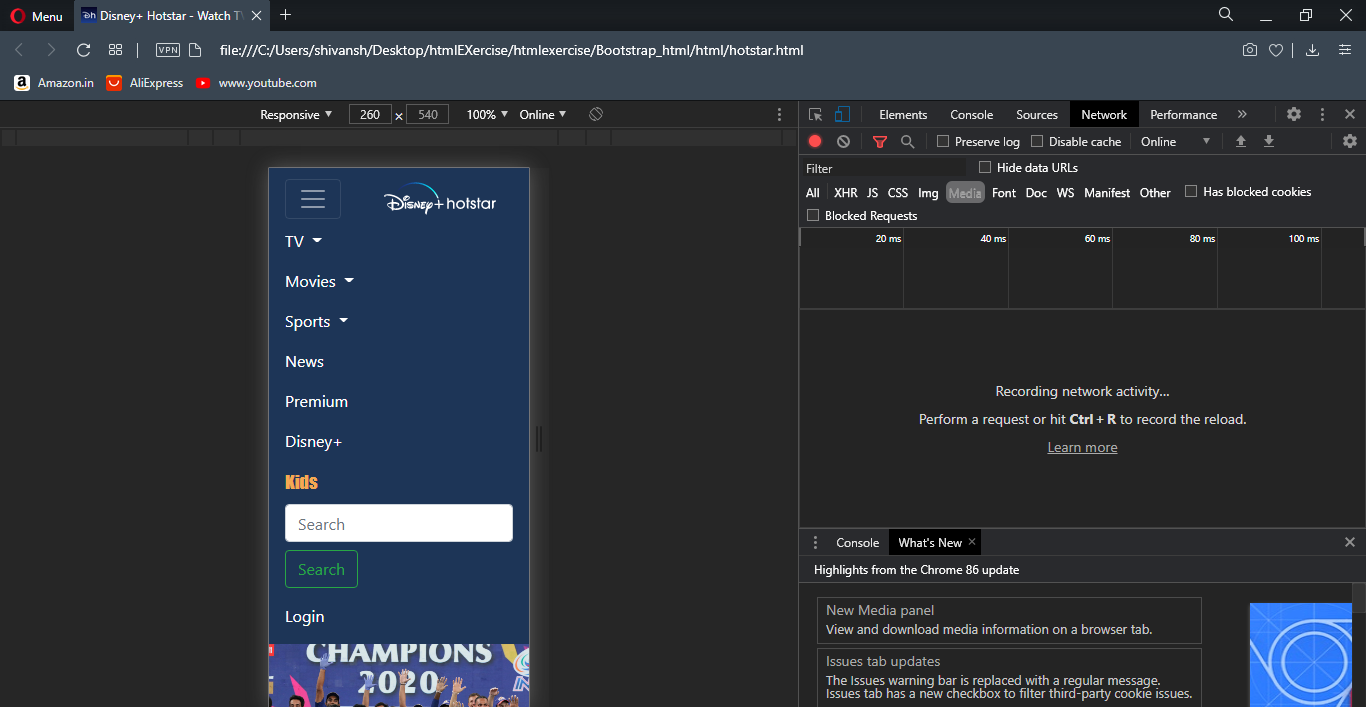 Menu
Disney+ Hotstar - Watch TV
VPN
file:///C:/Users/shivansh/Desktop/htmlEXercise/htmlexercise/Bootstrap_html/html/hotstar.html
a Amazon.in AliExpress www.youtube.com
Responsive 260 × 540 100% Online
Elements Console Sources Network Performance »
Preserve log Disable cache Online
Filter Hide data URLs
All XHR JS CSS Img Media Font Doc WS Manifest Other Has blocked cookies
Blocked Requests
20 ms 40 ms 60 ms 80 ms 100 ms
Disney+ hotstar
TV
Movies
Sports
News
Premium
Disney+
Kids
Search
Search
Login
CHAMPIONS
2020
Recording network activity...
Perform a request or hit Ctrl + R to record the reload.
Learn more
Console What's New ×
Highlights from the Chrome 86 update
New Media panel
View and download media information on a browser tab.
Issues tab updates
The Issues warning bar is replaced with a regular message.
Issues tab has a new checkbox to filter third-party cookie issues.